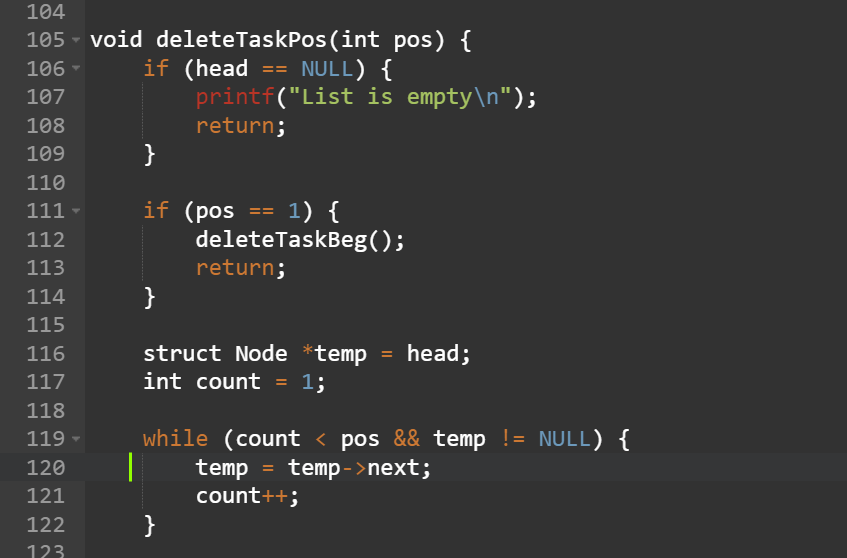 104
105 void deleteTaskPos(int pos) {
106 if (head == NULL) {
107 printf("List is empty\n");
108 return;
109 }
110
111 if (pos == 1) {
112 deleteTaskBeg();
113 return;
114 }
115
116 struct Node *temp = head;
117 int count = 1;
118
119 while (count < pos && temp != NULL) {
120 temp = temp->next;
121 count++;
122 }
123